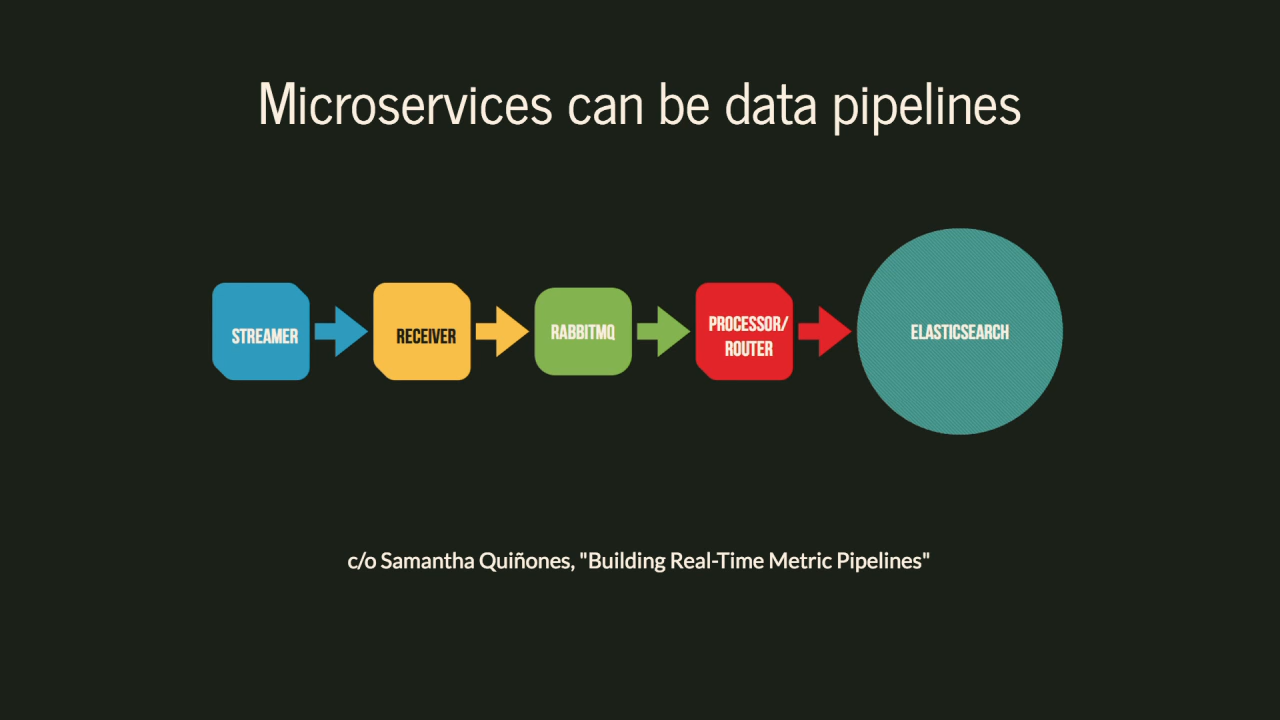 Microservices can be data pipelines
STREAMER
RECEIVER
RABBITMQ
PROCESSOR/
ROUTER
ELASTICSEARCH
c/o Samantha Quiñones, "Building Real-Time Metric Pipelines"